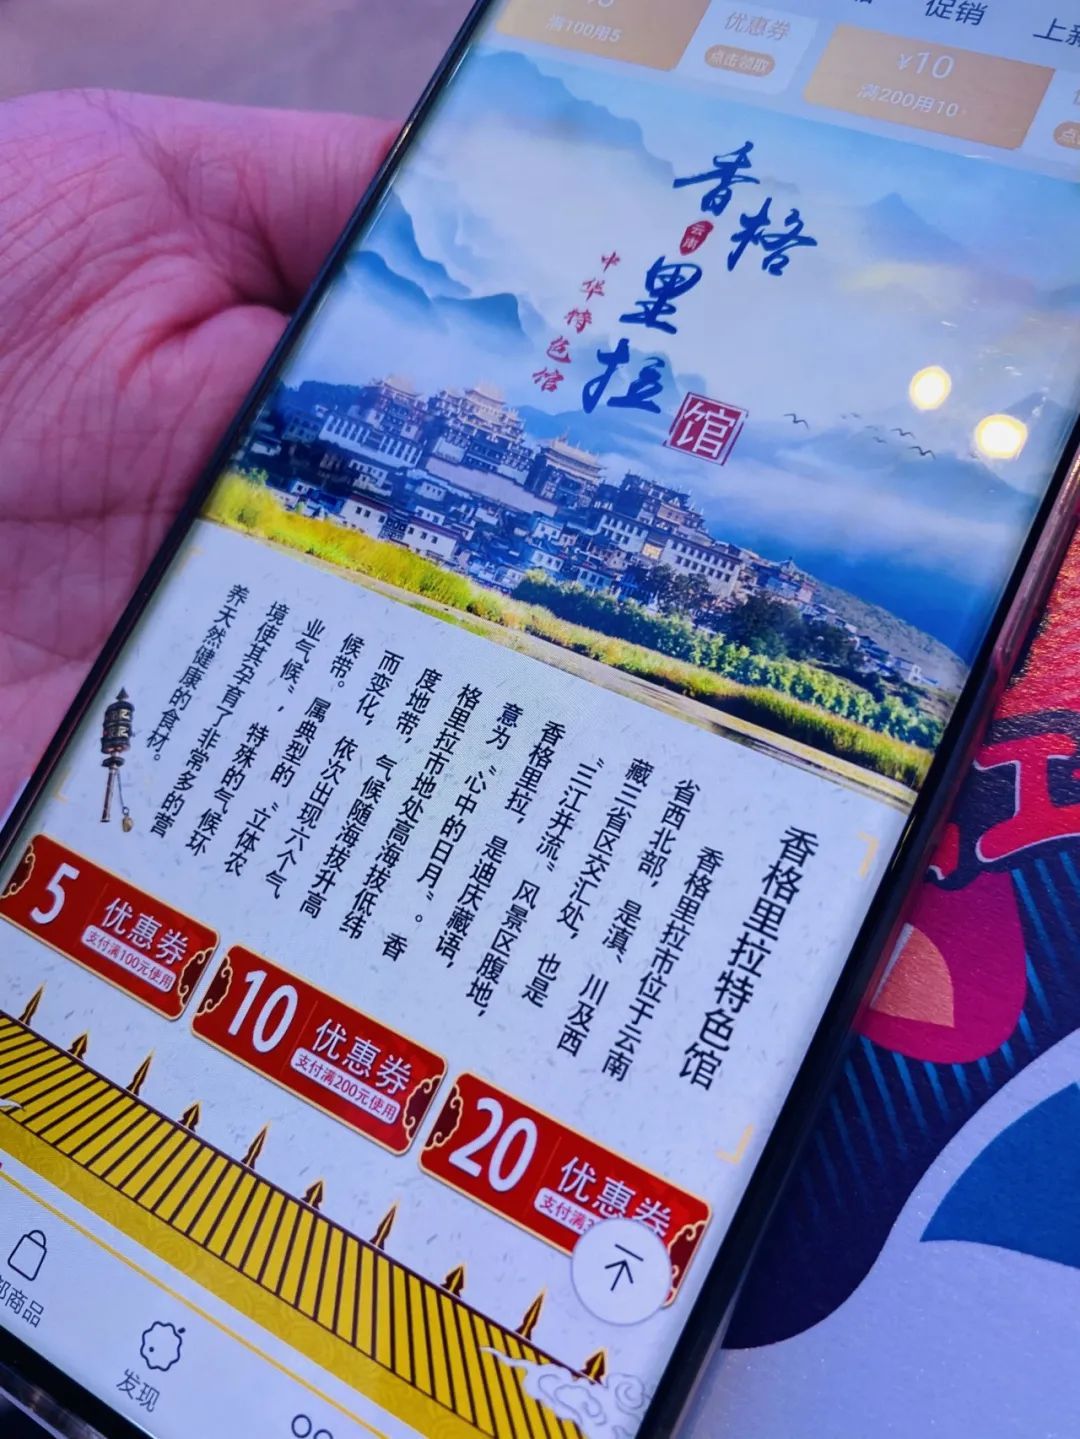 促销
上新
满100用5
优惠券
点击领取
¥10
满200用10
香格里拉
云南
中华特色馆
馆
香格里拉特色馆
香格里拉市位于云南
省西北部，是滇、川及西
藏三省区交汇处，也是
“三江并流”风景区腹地，
香格里拉，是迪庆藏语，
意为“心中的日月”。香
格里拉市地处高海拔低纬
度地带，气候随海拔升高
而变化，依次出现六个气
候带。属典型的“立体农
业气候”，特殊的气候环
境使其孕育了非常多的营
养天然健康的食材。
5
优惠券
支付满100元使用
10
优惠券
支付满200元使用
20
优惠券
支付满
商品
发现